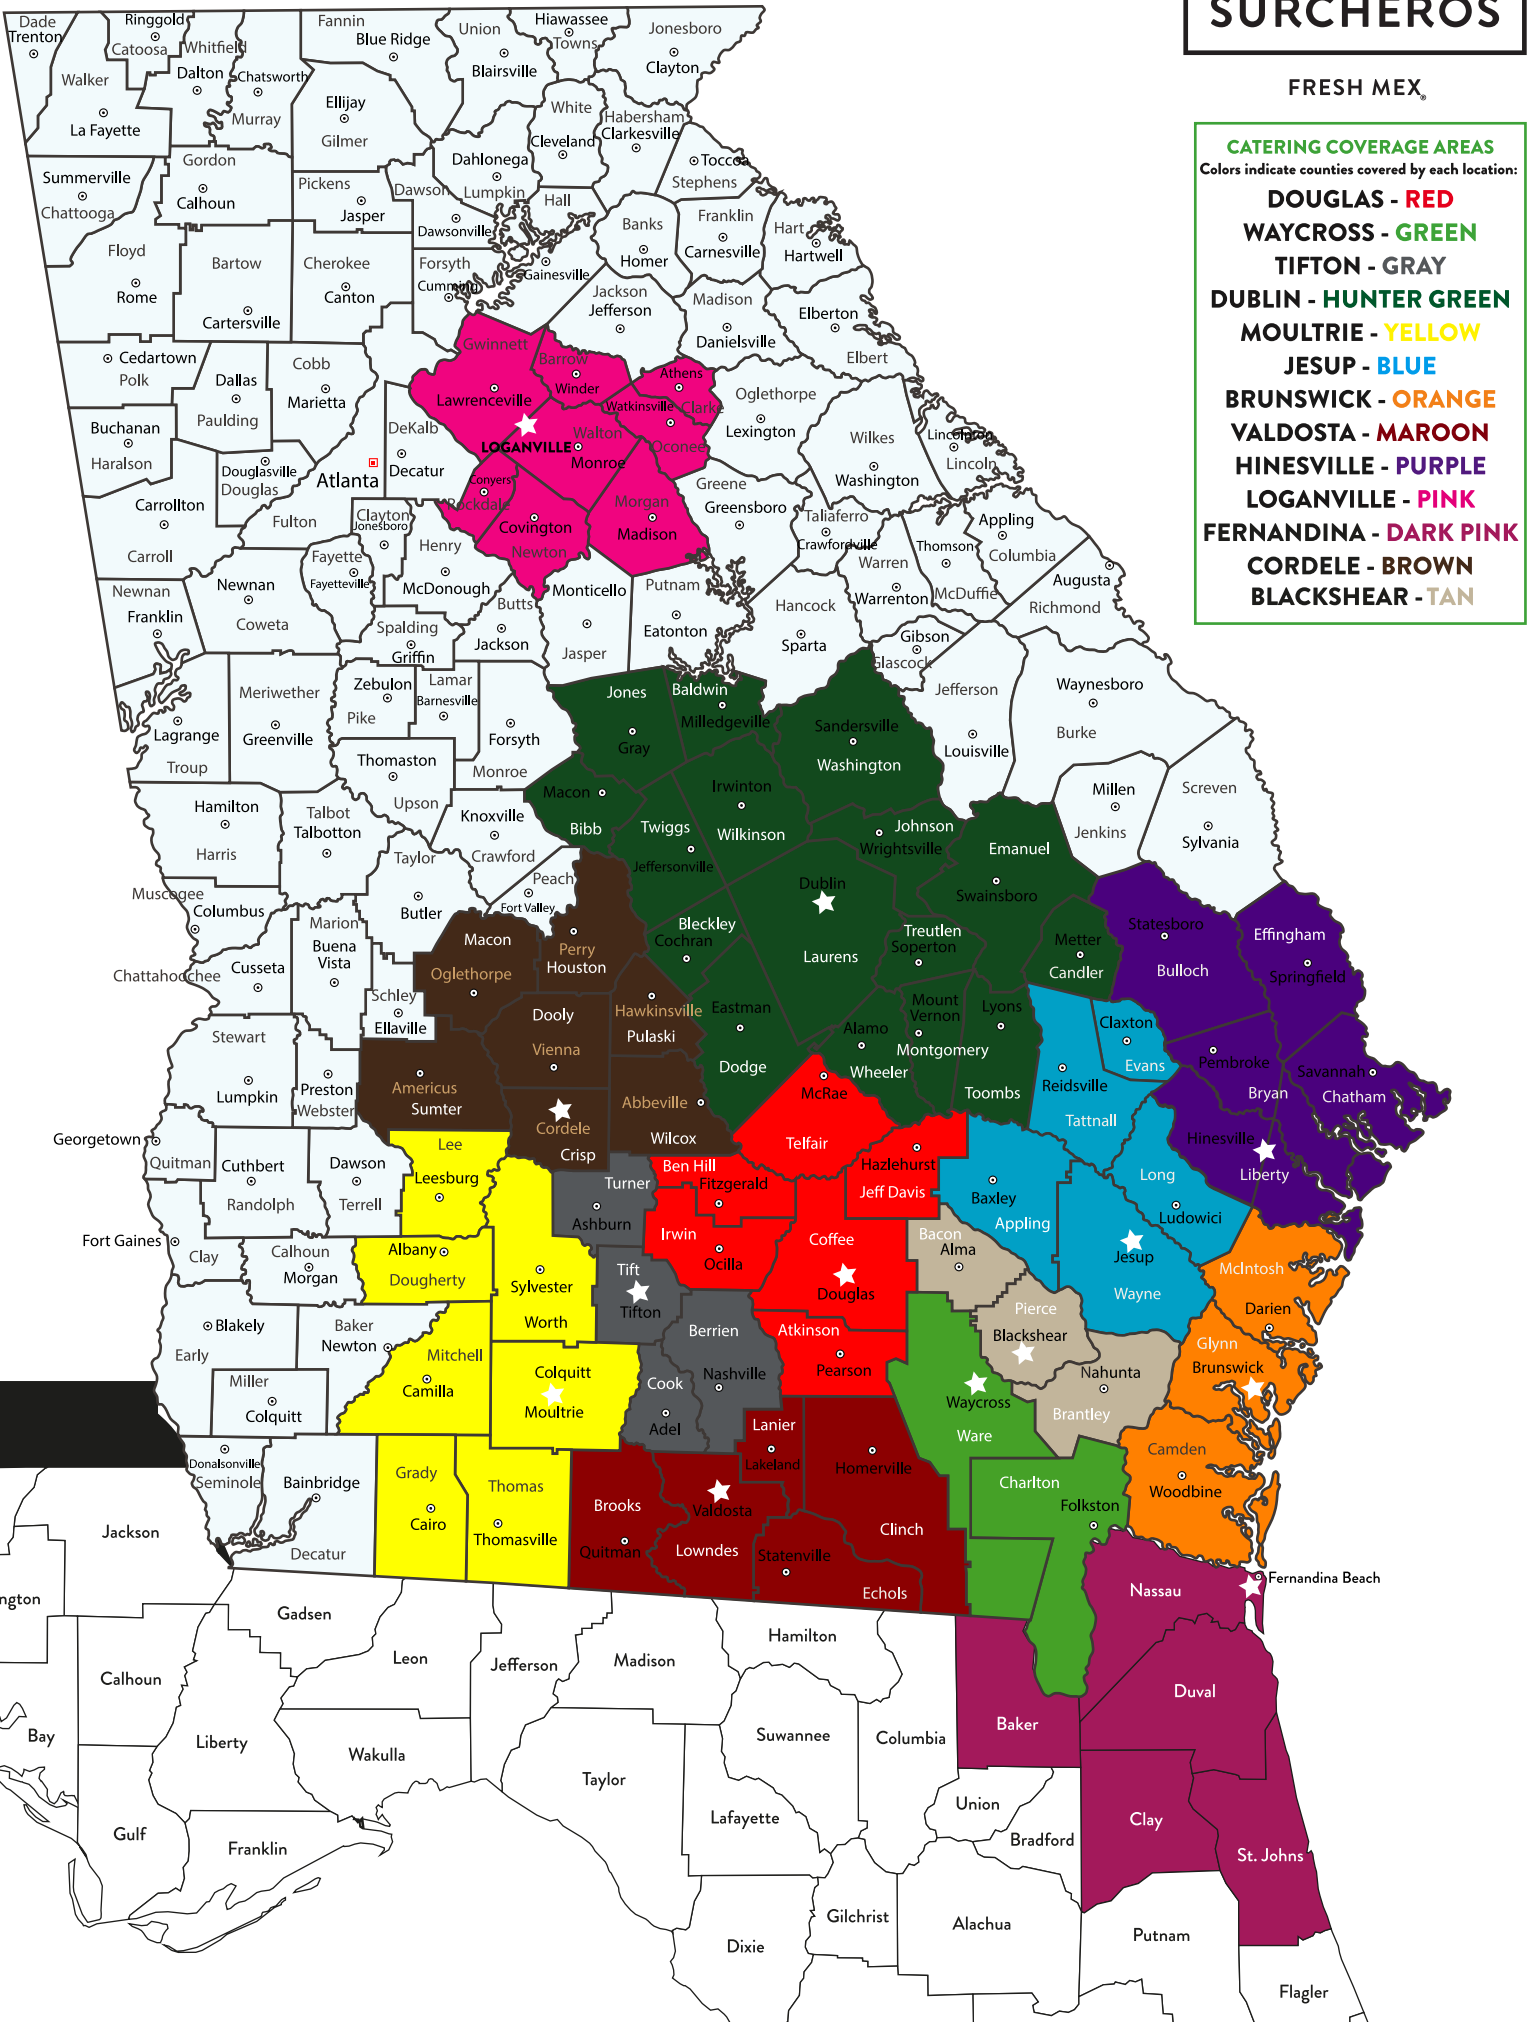 SURCHEROS
FRESH MEX®
CATERING COVERAGE AREAS
Colors indicate counties covered by each location:
DOUGLAS - RED
WAYCROSS - GREEN
TIFTON - GRAY
DUBLIN - HUNTER GREEN
MOULTRIE - YELLOW
JESUP - BLUE
BRUNSWICK - ORANGE
VALDOSTA - MAROON
HINESVILLE - PURPLE
LOGANVILLE - PINK
FERNANDINA - DARK PINK
CORDELE - BROWN
BLACKSHEAR - TAN
Dade
Trenton
Ringgold
Catoosa
Whitfield
Dalton
Fannin
Blue Ridge
Union
Blairsville
Hiawassee
Towns
Jonesboro
Clayton
Walker
La Fayette
Chatsworth
Murray
Ellijay
Gilmer
White
Cleveland
Habersham
Clarkesville
Toccoa
Stephens
Dahlonega
Lumpkin
Summerville
Chattooga
Gordon
Calhoun
Pickens
Jasper
Dawson
Dawsonville
Hall
Gainesville
Banks
Homer
Franklin
Carnesville
Hart
Hartwell
Floyd
Rome
Bartow
Cartersville
Cherokee
Canton
Forsyth
Cumming
Jackson
Jefferson
Madison
Danielsville
Elberton
Elbert
Cedartown
Polk
Dallas
Paulding
Cobb
Marietta
Gwinnett
Lawrenceville
Barrow
Winder
Athens
Clarke
Watkinsville
Oconee
Oglethorpe
Lexington
Wilkes
Washington
Lincolnton
Lincoln
Buchanan
Haralson
Douglasville
Douglas
Atlanta
DeKalb
Decatur
LOGANVILLE
Walton
Monroe
Conyers
Rockdale
Covington
Newton
Morgan
Madison
Greene
Greensboro
Taliaferro
Crawfordville
Warren
Warrenton
Thomson
McDuffie
Appling
Columbia
Augusta
Richmond
Carrollton
Carroll
Fulton
Clayton
Jonesboro
Fayette
Fayetteville
Henry
McDonough
Newnan
Franklin
Newnan
Coweta
Spalding
Griffin
Butts
Jackson
Monticello
Jasper
Putnam
Eatonton
Hancock
Sparta
Gibson
Glascock
Jefferson
Louisville
Waynesboro
Burke
Lagrange
Troup
Meriwether
Greenville
Zebulon
Pike
Lamar
Barnesville
Forsyth
Monroe
Jones
Gray
Baldwin
Milledgeville
Sandersville
Washington
Thomaston
Upson
Hamilton
Harris
Talbot
Talbotton
Knoxville
Crawford
Macon
Bibb
Twiggs
Jeffersonville
Irwinton
Wilkinson
Johnson
Wrightsville
Emanuel
Swainsboro
Millen
Jenkins
Screven
Sylvania
Taylor
Butler
Peach
Fort Valley
Muscogee
Columbus
Marion
Buena
Vista
Chattahoochee
Cusseta
Schley
Ellaville
Macon
Oglethorpe
Perry
Houston
Bleckley
Cochran
Dublin
Laurens
Treutlen
Soperton
Metter
Candler
Statesboro
Bulloch
Effingham
Springfield
Stewart
Lumpkin
Preston
Webster
Americus
Sumter
Dooly
Vienna
Hawkinsville
Pulaski
Eastman
Dodge
Alamo
Wheeler
Mount
Vernon
Montgomery
Lyons
Toombs
Reidsville
Tattnall
Claxton
Evans
Pembroke
Bryan
Savannah
Chatham
Georgetown
Quitman
Cuthbert
Randolph
Dawson
Terrell
Lee
Leesburg
Cordele
Crisp
Abbeville
Wilcox
McRae
Telfair
Hazlehurst
Jeff Davis
Baxley
Appling
Long
Ludowici
Hinesville
Liberty
Turner
Ashburn
Ben Hill
Fitzgerald
Irwin
Ocilla
Coffee
Douglas
Bacon
Alma
Jesup
Wayne
McIntosh
Darien
Fort Gaines
Clay
Calhoun
Morgan
Albany
Dougherty
Sylvester
Worth
Tift
Tifton
Berrien
Nashville
Atkinson
Pearson
Pierce
Blackshear
Nahunta
Brantley
Glynn
Brunswick
Blakely
Early
Baker
Newton
Mitchell
Camilla
Colquitt
Moultrie
Cook
Adel
Waycross
Ware
Miller
Colquitt
Lanier
Lakeland
Homerville
Clinch
Charlton
Folkston
Camden
Woodbine
Donalsonville
Seminole
Bainbridge
Decatur
Grady
Cairo
Thomas
Thomasville
Brooks
Quitman
Valdosta
Lowndes
Statenville
Echols
Fernandina Beach
Nassau
Jackson
ngton
Gadsen
Calhoun
Leon
Jefferson
Madison
Hamilton
Duval
Baker
Bay
Liberty
Wakulla
Taylor
Suwannee
Columbia
Gulf
Franklin
Lafayette
Union
Bradford
Clay
St. Johns
Dixie
Gilchrist
Alachua
Putnam
Flagler